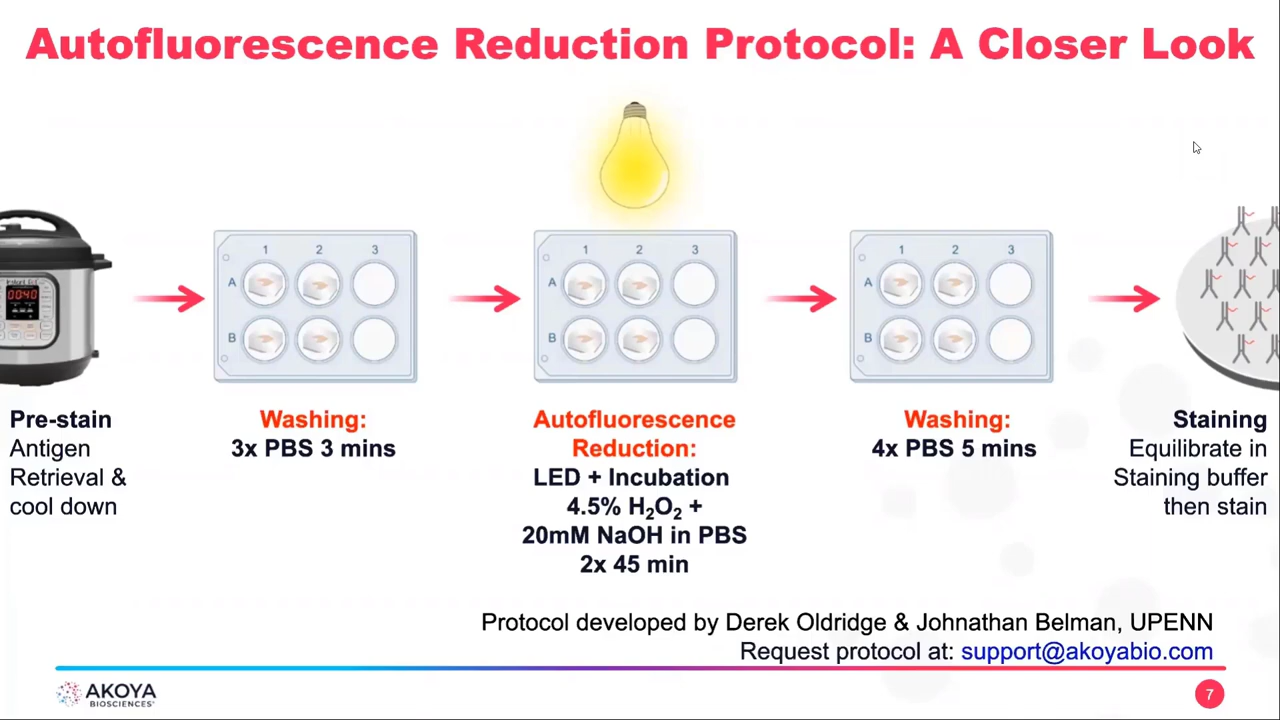 Autofluorescence Reduction Protocol: A Closer Look
00:40
1 2 3
A
B
1 2 3
A
B
1 2 3
A
B
Pre-stain
Antigen
Retrieval &
cool down
Washing:
3x PBS 3 mins
Autofluorescence
Reduction:
LED + Incubation
4.5% H₂O₂ +
20mM NaOH in PBS
2x 45 min
Washing:
4x PBS 5 mins
Staining
Equilibrate in
Staining buffer
then stain
Protocol developed by Derek Oldridge & Johnathan Belman, UPENN
Request protocol at: support@akoyabio.com
AKOYA
BIOSCIENCES
7